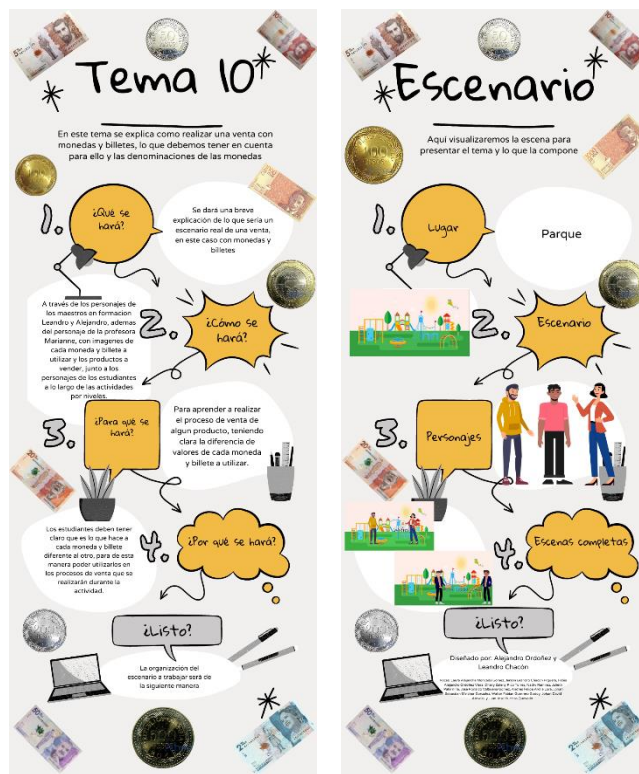 Tema 10
En este tema se explica como realizar una venta con
monedas y billetes, lo que debemos tener en cuenta
para ello y las denominaciones de las monedas
1.
¿Qué se
hará?
Se dará una breve
explicación de lo que sería un
escenario real de una venta,
en este caso con monedas y
billetes
A través de los personajes de
los maestros en formacion
Leandro y Alejandro, ademas
del personaje de la profesora
Marianne, con imagenes de
cada moneda y billete a
utilizar y los productos a
vender, junto a los
personajes de los estudiantes
a lo largo de las actividades
por niveles.
2.
¿Cómo se
hará?
3.
¿Para qué se
hará?
Para aprender a realizar
el proceso de venta de
algun producto, teniendo
clara la diferencia de
valores de cada moneda
y billete a utilizar.
Los estudiantes deben tener
claro que es lo que hace a
cada moneda y billete
diferente al otro, para de esta
manera poder utilizarlos en
los procesos de venta que se
realizarán durante la
actividad.
4.
¿Por qué se hará?
¿Listo?
La organización del
escenario a trabajar será de
la siguiente manera
Escenario
Aqui visualizaremos la escena para
presentar el tema y lo que la compone
1.
Lugar
Parque
2.
Escenario
3.
Personajes
4.
Escenas completas
¿Listo?
Diseñado por: Alejandro Ordoñez y
Leandro Chacón